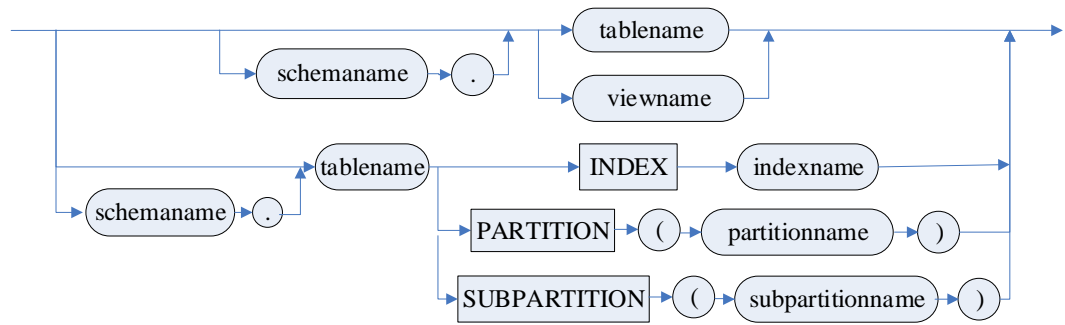 tablename
schemaname .
viewname
tablename INDEX indexname
schemaname .
PARTITION ( partitionname )
SUBPARTITION ( subpartitionname )